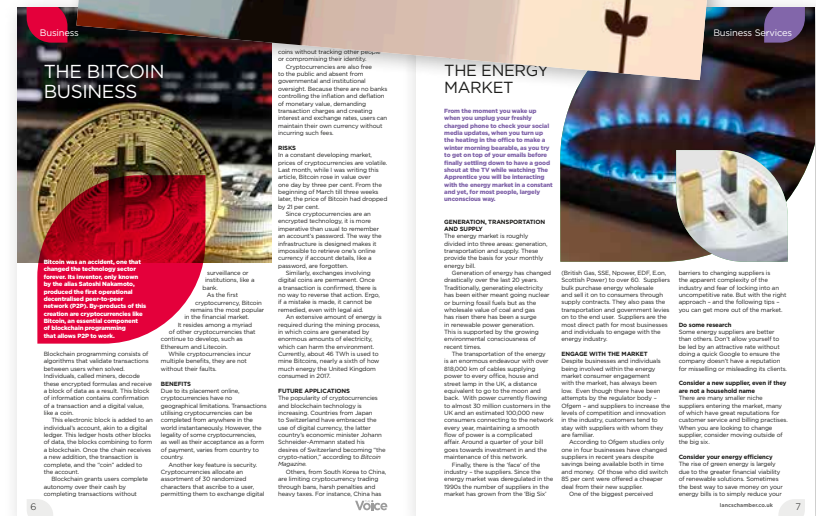 Business
THE BITCOIN
BUSINESS
Bitcoin was an accident, one that
changed the technology sector
forever. Its inventor, only known
by the alias Satoshi Nakamoto,
produced the first operational
decentralised peer-to-peer
network (P2P). By-products of this
creation are cryptocurrencies like
Bitcoin, an essential component
of blockchain programming
that allows P2P to work.
Blockchain programming consists of
algorithms that validate transactions
between users when solved.
Individuals, called miners, decode
these encrypted formulas and receive
a block of data as a result. This block
of information contains confirmation
of a transaction and a digital value,
like a coin.
This electronic block is added to an
individual's account, akin to a digital
ledger. This ledger hosts other blocks
of data, the blocks combining to form
a blockchain. Once the chain receives
a new addition, the transaction is
complete, and the "coin" added to
the account.
Blockchain grants users complete
autonomy over their cash by
completing transactions without
surveillance or
institutions, like a
bank.
As the first
cryptocurrency, Bitcoin
remains the most popular
in the financial market.
It resides among a myriad
of other cryptocurrencies that
continue to develop, such as
Ethereum and Litecoin.
While cryptocurrencies incur
multiple benefits, they are not
without their faults.
BENEFITS
Due to its placement online,
cryptocurrencies have no
geographical limitations. Transactions
utilising cryptocurrencies can be
completed from anywhere in the
world instantaneously. However, the
legality of some cryptocurrencies,
as well as their acceptance as a form
of payment, varies from country to
country.
Another key feature is security.
Cryptocurrencies allocate an
assortment of 30 randomized
characters that ascribe to a user,
permitting them to exchange digital
coins without tracking other people
or compromising their identity.
Cryptocurrencies are also free
to the public and absent from
governmental and institutional
oversight. Because there are no banks
controlling the inflation and deflation
of monetary value, demanding
transaction charges and creating
interest and exchange rates, users can
maintain their own currency without
incurring such fees.
RISKS
In a constant developing market,
prices of cryptocurrencies are volatile.
Last month, while I was writing this
article, Bitcoin rose in value over
one day by three per cent. From the
beginning of March till three weeks
later, the price of Bitcoin had dropped
by 21 per cent.
Since cryptocurrencies are an
encrypted technology, it is more
imperative than usual to remember
an account's password. The way the
infrastructure is designed makes it
impossible to retrieve one's online
currency if account details, like a
password, are forgotten.
Similarly, exchanges involving
digital coins are permanent. Once
a transaction is confirmed, there is
no way to reverse that action. Ergo,
if a mistake is made, it cannot be
remedied, even with legal aid.
An extensive amount of energy is
required during the mining process,
in which coins are generated by
enormous amounts of electricity,
which can harm the environment.
Currently, about 46 TWh is used to
mine Bitcoins, nearly a sixth of how
much energy the United Kingdom
consumed in 2017.
FUTURE APPLICATIONS
The popularity of cryptocurrencies
and blockchain technology is
increasing. Countries from Japan
to Switzerland have embraced the
use of digital currency, the latter
country's economic minister Johann
Schneider-Ammann stated his
desires of Switzerland becoming "the
crypto-nation," according to Bitcoin
Magazine.
Others, from South Korea to China,
are limiting cryptocurrency trading
through bans, harsh penalties and
heavy taxes. For instance, China has
6
Voice
Business Services
THE ENERGY
MARKET
From the moment you wake up
when you unplug your freshly
charged phone to check your social
media updates, when you turn up
the heating in the office to make a
winter morning bearable, as you try
to get on top of your emails before
finally settling down to have a good
shout at the TV while watching The
Apprentice you will be interacting
with the energy market in a constant
and yet, for most people, largely
unconscious way.
GENERATION, TRANSPORTATION
AND SUPPLY
The energy market is roughly
divided into three areas: generation,
transportation and supply. These
provide the basis for your monthly
energy bill.
Generation of energy has changed
drastically over the last 20 years.
Traditionally, generating electricity
has been either meant going nuclear
or burning fossil fuels but as the
wholesale value of coal and gas
has risen there has been a surge
in renewable power generation.
This is supported by the growing
environmental consciousness of
recent times.
The transportation of the energy
is an enormous endeavour with over
818,000 km of cables supplying
power to every office, house and
street lamp in the UK, a distance
equivalent to go to the moon and
back. With power currently flowing
to almost 30 million customers in the
UK and an estimated 100,000 new
consumers connecting to the network
every year, maintaining a smooth
flow of power is a complicated
affair. Around a quarter of your bill
goes towards investment in and the
maintenance of this network.
Finally, there is the 'face' of the
industry – the suppliers. Since the
energy market was deregulated in the
1990s the number of suppliers in the
market has grown from the 'Big Six'
(British Gas, SSE, Npower, EDF, E.on,
Scottish Power) to over 60. Suppliers
bulk purchase energy wholesale
and sell it on to consumers through
supply contracts. They also pass the
transportation and government levies
on to the end user. Suppliers are the
most direct path for most businesses
and individuals to engage with the
energy industry.
ENGAGE WITH THE MARKET
Despite businesses and individuals
being involved within the energy
market consumer engagement
with the market, has always been
low. Even though there have been
attempts by the regulator body –
Ofgem – and suppliers to increase the
levels of competition and innovation
in the industry, customers tend to
stay with suppliers with whom they
are familiar.
According to Ofgem studies only
one in four businesses have changed
suppliers in recent years despite
savings being available both in time
and money. Of those who did switch
85 per cent were offered a cheaper
deal from their new supplier.
One of the biggest perceived
barriers to changing suppliers is
the apparent complexity of the
industry and fear of locking into an
uncompetitive rate. But with the right
approach – and the following tips –
you can get more out of the market.
Do some research
Some energy suppliers are better
than others. Don't allow yourself to
be led by an attractive rate without
doing a quick Google to ensure the
company doesn't have a reputation
for misselling or misleading its clients.
Consider a new supplier, even if they
are not a household name
There are many smaller niche
suppliers entering the market, many
of which have great reputations for
customer service and billing practises.
When you are looking to change
supplier, consider moving outside of
the big six.
Consider your energy efficiency
The rise of green energy is largely
due to the greater financial viability
of renewable solutions. Sometimes
the best way to save money on your
energy bills is to simply reduce your
lancschamber.co.uk
7